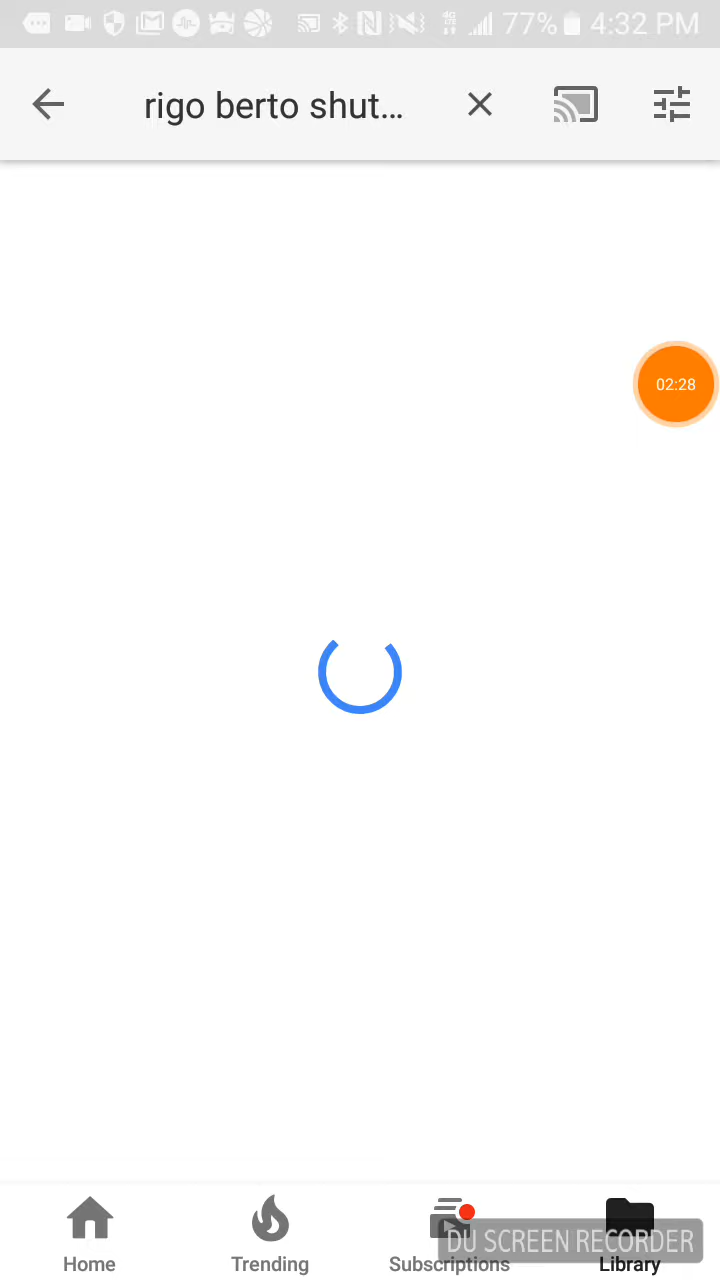 77% 4:32 PM
rigo berto shut...
02:28
DU SCREEN RECORDER
Home Trending Subscriptions Library